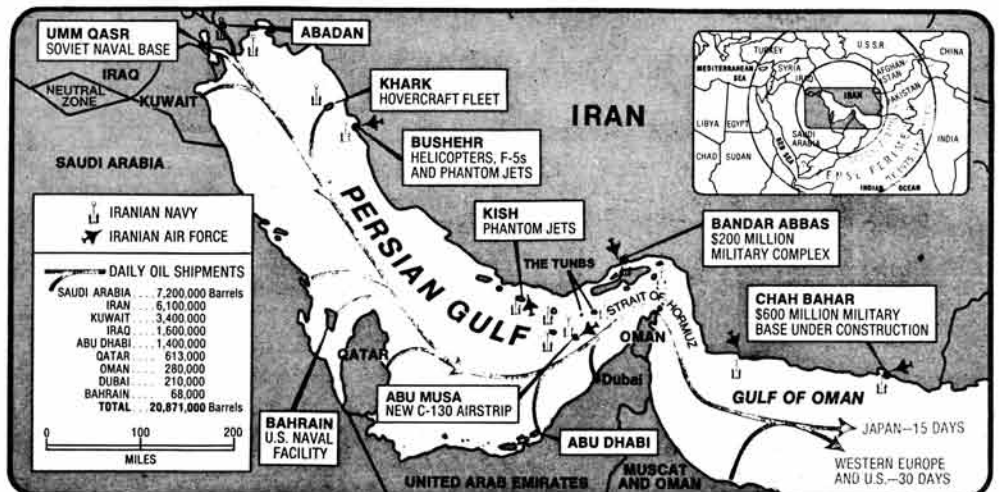 UMM QASR
SOVIET NAVAL BASE
ABADAN
IRAQ
NEUTRAL
ZONE
KUWAIT
KHARK
HOVERCRAFT FLEET
IRAN
BUSHEHR
HELICOPTERS, F-5s
AND PHANTOM JETS
SAUDI ARABIA
PERSIAN GULF
KISH
PHANTOM JETS
THE TUNBS
BANDAR ABBAS
$200 MILLION
MILITARY COMPLEX
STRAIT OF HORMUZ
CHAH BAHAR
$600 MILLION MILITARY
BASE UNDER CONSTRUCTION
OMAN
QATAR
Dubai
ABU MUSA
NEW C-130 AIRSTRIP
GULF OF OMAN
BAHRAIN
U.S. NAVAL
FACILITY
ABU DHABI
JAPAN—15 DAYS
WESTERN EUROPE
AND U.S.—30 DAYS
UNITED ARAB EMIRATES
MUSCAT
AND OMAN
IRANIAN NAVY
IRANIAN AIR FORCE
DAILY OIL SHIPMENTS
SAUDI ARABIA .... 7,200,000 Barrels
IRAN .... 6,100,000
KUWAIT .... 3,400,000
IRAQ .... 1,600,000
ABU DHABI .... 1,400,000
QATAR .... 613,000
OMAN .... 280,000
DUBAI .... 210,000
BAHRAIN .... 68,000
TOTAL .. 20,871,000 Barrels
0 100 200
MILES
TURKEY
U.S.S.R.
CHINA
MEDITERRANEAN
SEA
SYRIA
IRAQ
IRAN
AFGHAN-
ISTAN
PAKISTAN
LIBYA
EGYPT
SAUDI
ARABIA
RED SEA
INDIA
CHAD
SUDAN
INDIAN OCEAN